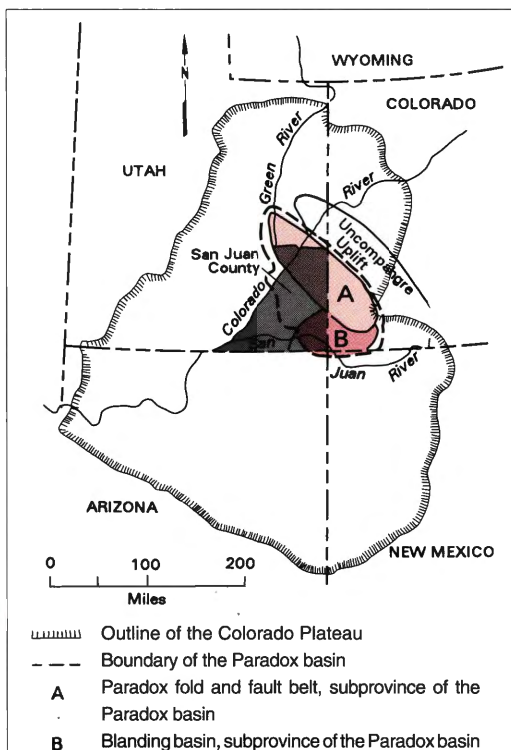 WYOMING
COLORADO
N
UTAH
River
Green
River
Uncompahgre
Uplift
San Juan
County
A
Colorado
B
San
Juan
River
ARIZONA
NEW MEXICO
0 100 200
Miles
Outline of the Colorado Plateau
Boundary of the Paradox basin
A Paradox fold and fault belt, subprovince of the
Paradox basin
B Blanding basin, subprovince of the Paradox basin